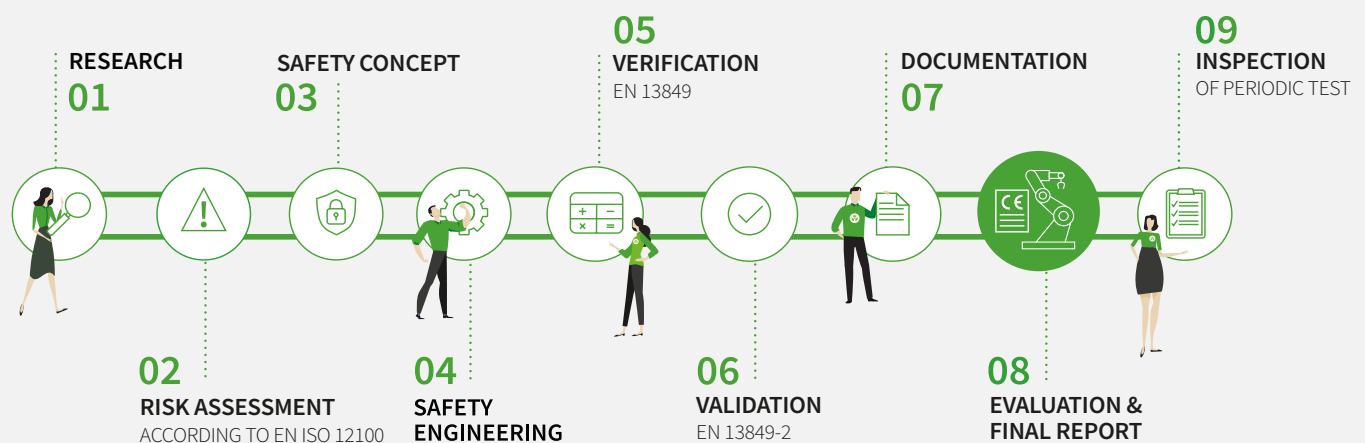 RESEARCH
01
02
RISK ASSESSMENT
ACCORDING TO EN ISO 12100
SAFETY CONCEPT
03
04
SAFETY
ENGINEERING
05
VERIFICATION
EN 13849
+ −
× =
06
VALIDATION
EN 13849-2
DOCUMENTATION
07
CE
08
EVALUATION &
FINAL REPORT
09
INSPECTION
OF PERIODIC TEST